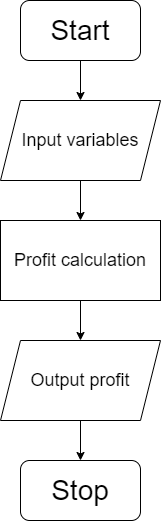 Start
Input variables
Profit calculation
Output profit
Stop